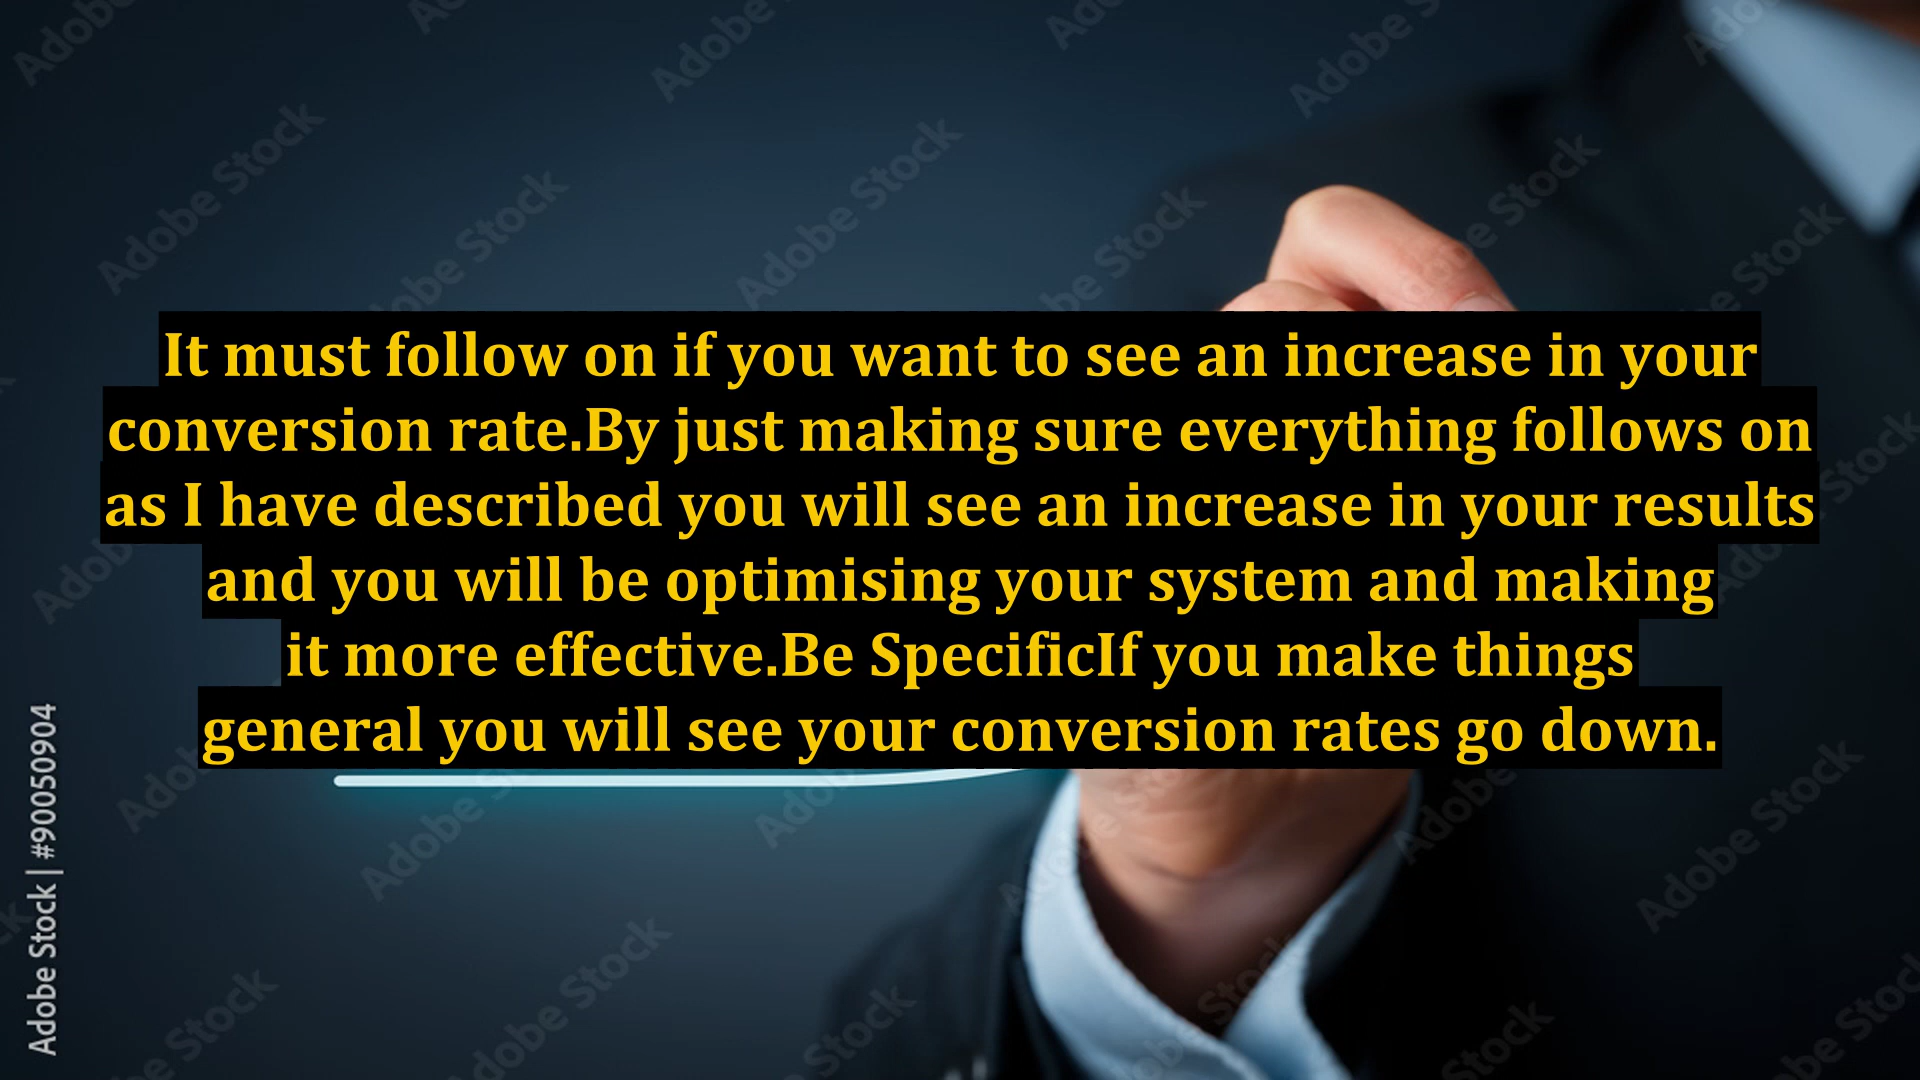 It must follow on if you want to see an increase in your
conversion rate.By just making sure everything follows on
as I have described you will see an increase in your results
and you will be optimising your system and making
it more effective.Be SpecificIf you make things
general you will see your conversion rates go down.
Adobe Stock | #90050904
Adobe Stock